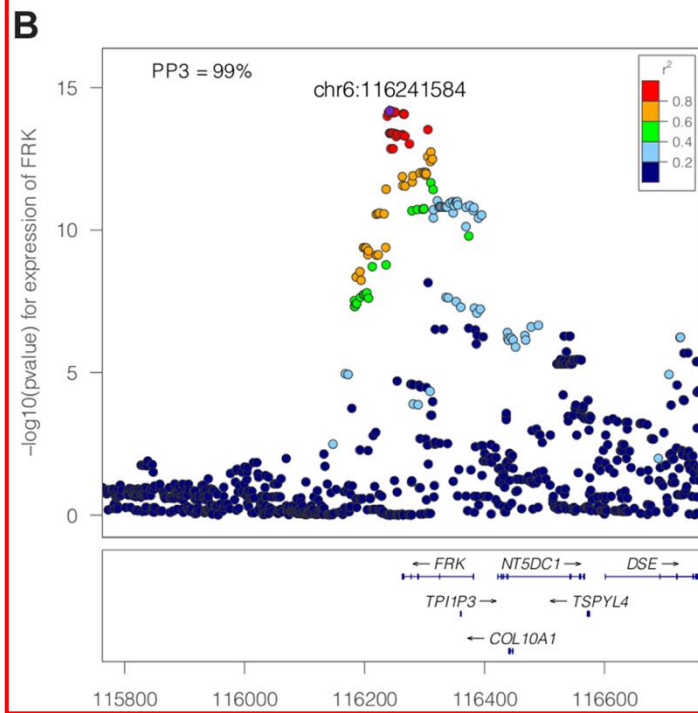 B
PP3 = 99%
chr6:116241584
r²
0.8
0.6
0.4
0.2
15
10
5
0
−log10(pvalue) for expression of FRK
← FRK
NT5DC1 →
DSE →
TPI1P3 →
← TSPYL4
← COL10A1
115800 116000 116200 116400 116600